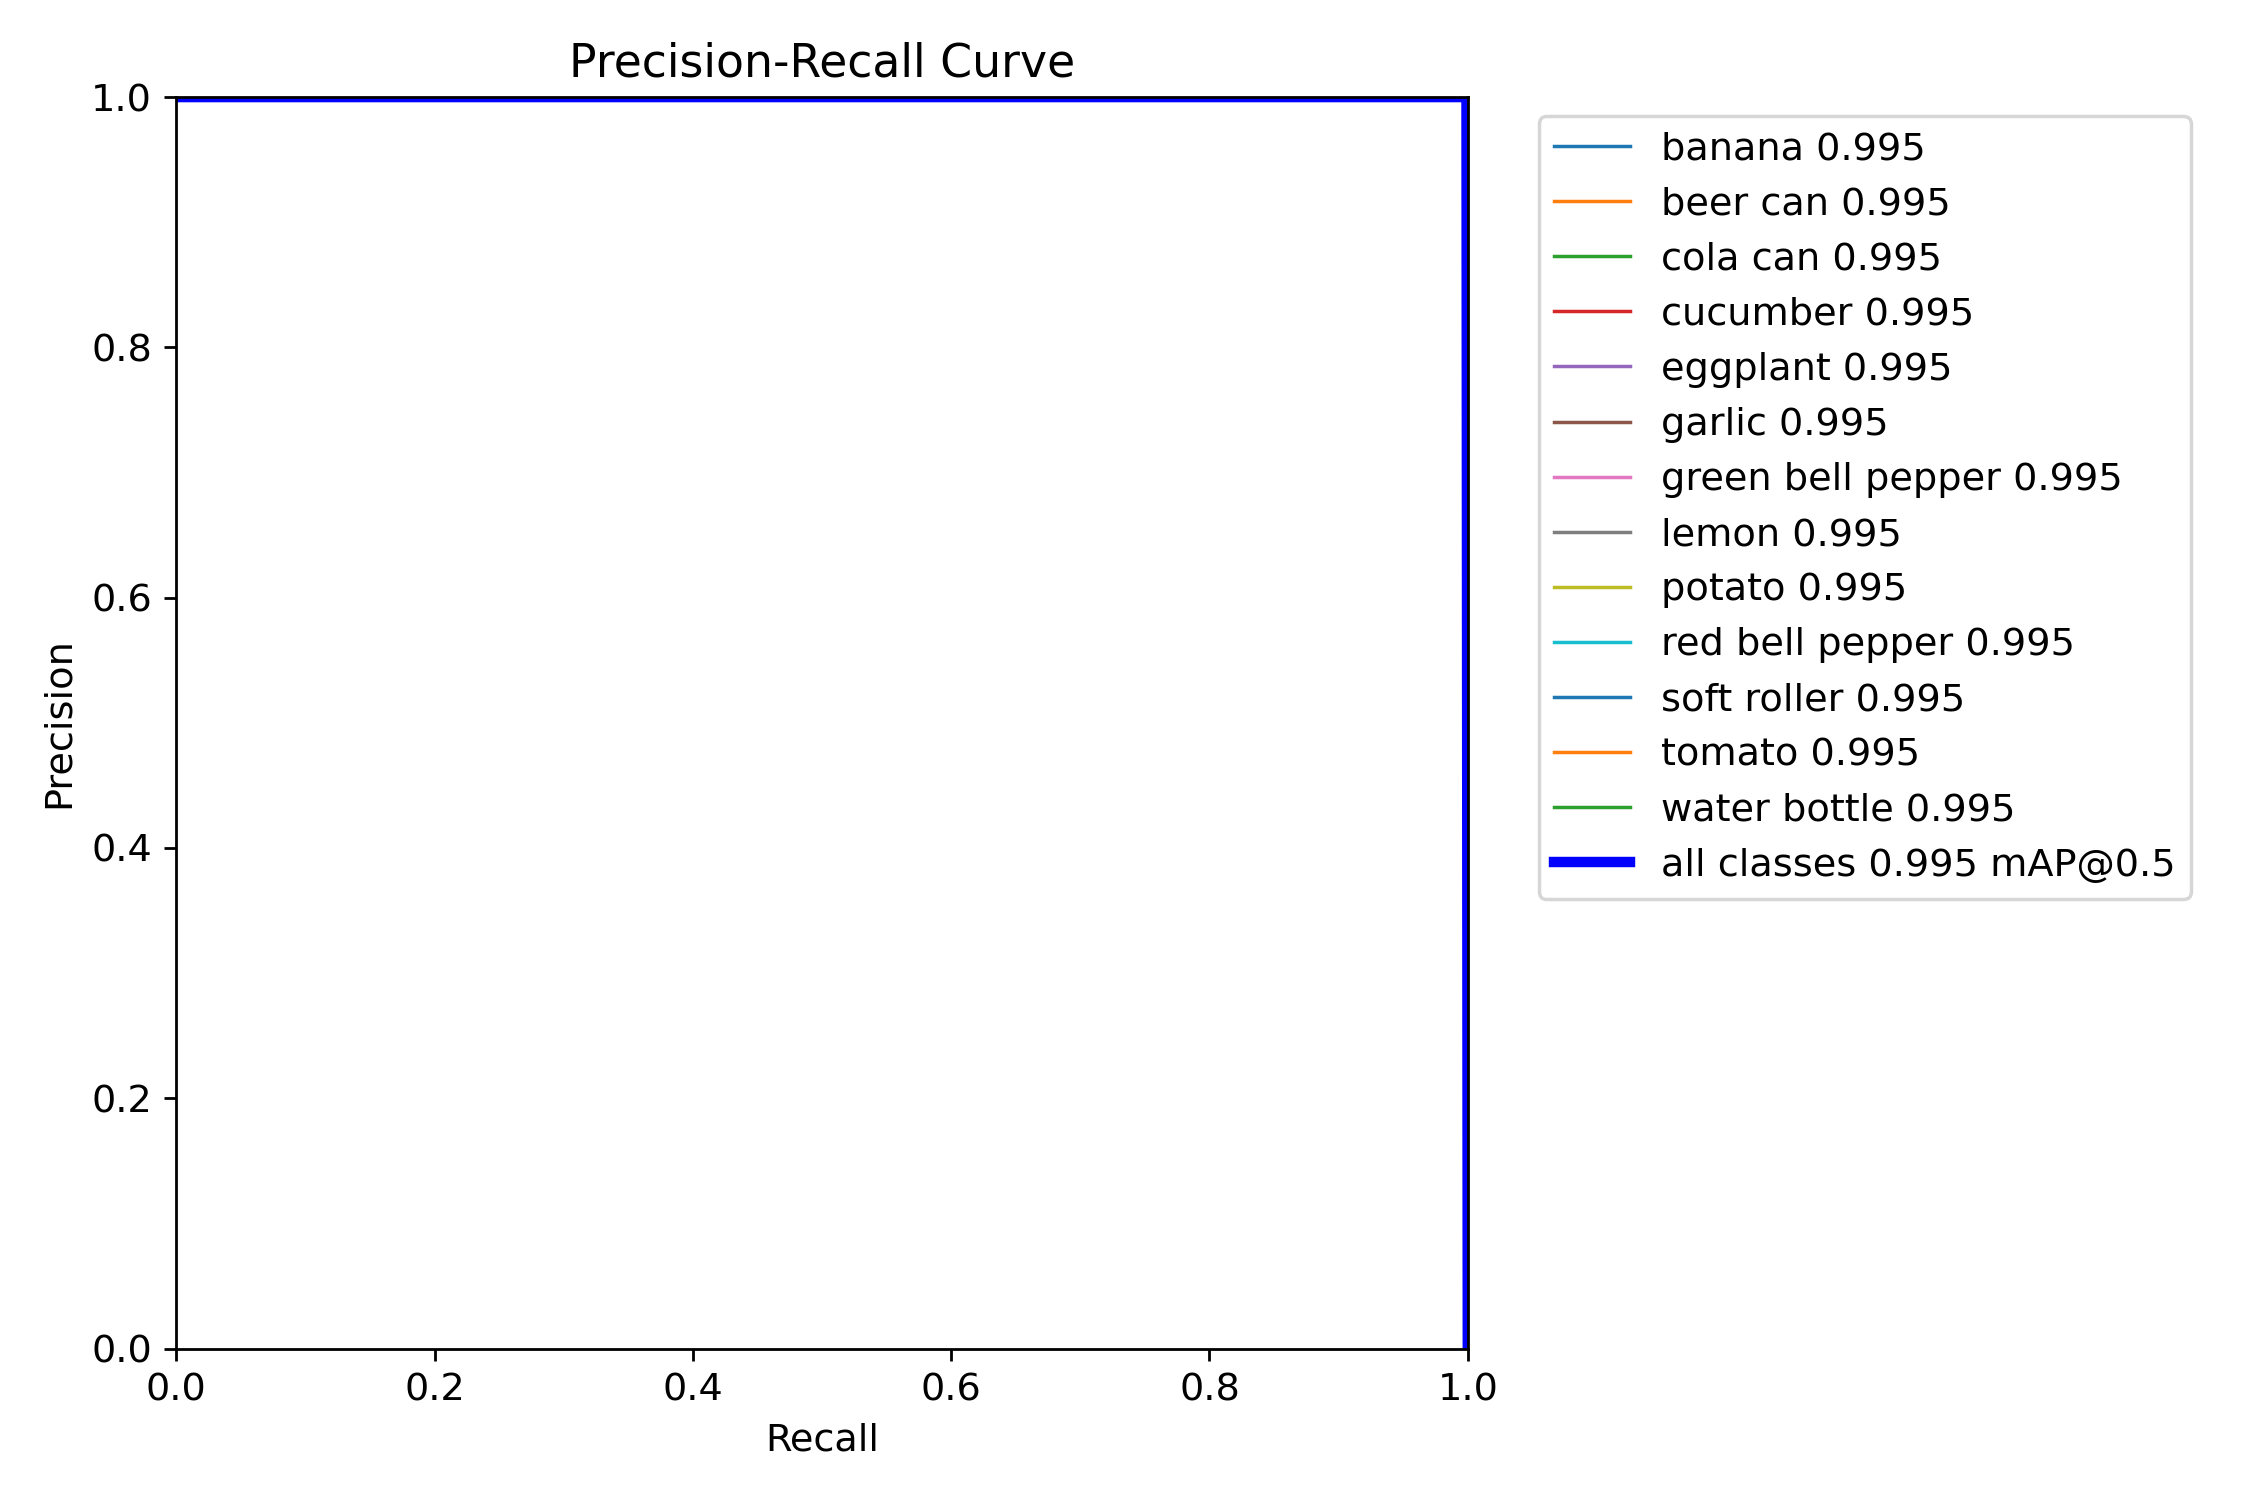 Precision-Recall Curve
1.0
0.8
0.6
0.4
0.2
0.0
Precision
0.0 0.2 0.4 0.6 0.8 1.0
Recall
banana 0.995
beer can 0.995
cola can 0.995
cucumber 0.995
eggplant 0.995
garlic 0.995
green bell pepper 0.995
lemon 0.995
potato 0.995
red bell pepper 0.995
soft roller 0.995
tomato 0.995
water bottle 0.995
all classes 0.995 mAP@0.5